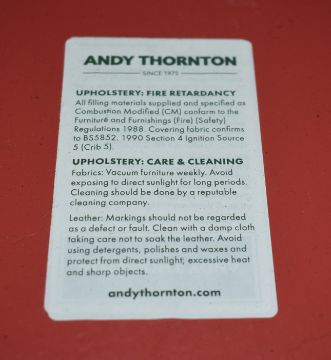 ANDY THORNTON
SINCE 1975
UPHOLSTERY: FIRE RETARDANCY
All filling materials supplied and specified as
Combustion Modified (CM) conform to the
Furniture and Furnishings (Fire) (Safety)
Regulations 1988. Covering fabric confirms
to BS5852. 1990 Section 4 Ignition Source
5 (Crib 5).
UPHOLSTERY: CARE & CLEANING
Fabrics: Vacuum furniture weekly. Avoid
exposing to direct sunlight for long periods.
Cleaning should be done by a reputable
cleaning company.
Leather: Markings should not be regarded
as a defect or fault. Clean with a damp cloth
taking care not to soak the leather. Avoid
using detergents, polishes and waxes and
protect from direct sunlight; excessive heat
and sharp objects.
andythornton.com